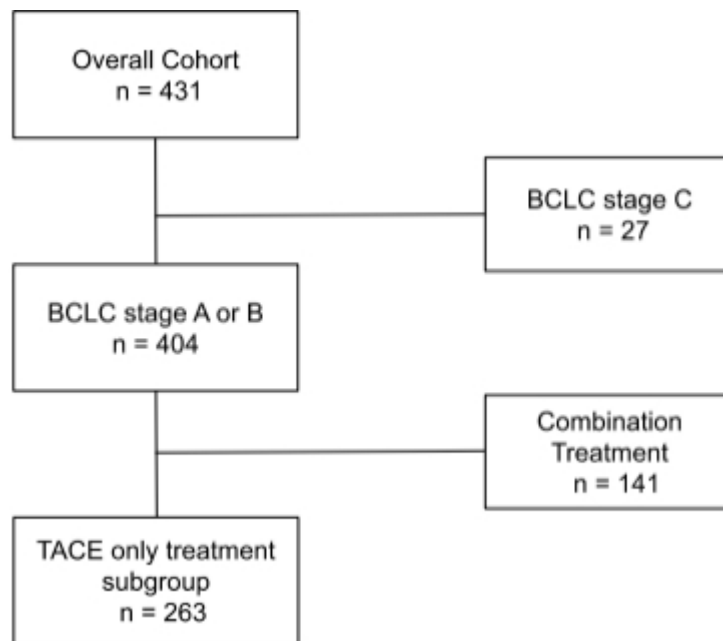 Overall Cohort
n = 431
BCLC stage C
n = 27
BCLC stage A or B
n = 404
Combination
Treatment
n = 141
TACE only treatment
subgroup
n = 263